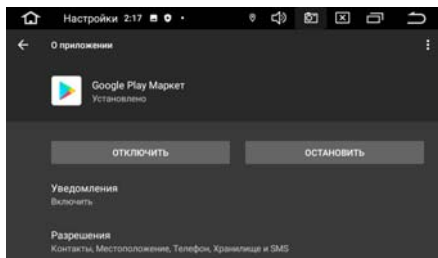 Настройки 2:17
О приложении
Google Play Маркет
Установлено
ОТКЛЮЧИТЬ
ОСТАНОВИТЬ
Уведомления
Включить
Разрешения
Контакты, Местоположение, Телефон, Хранилище и SMS